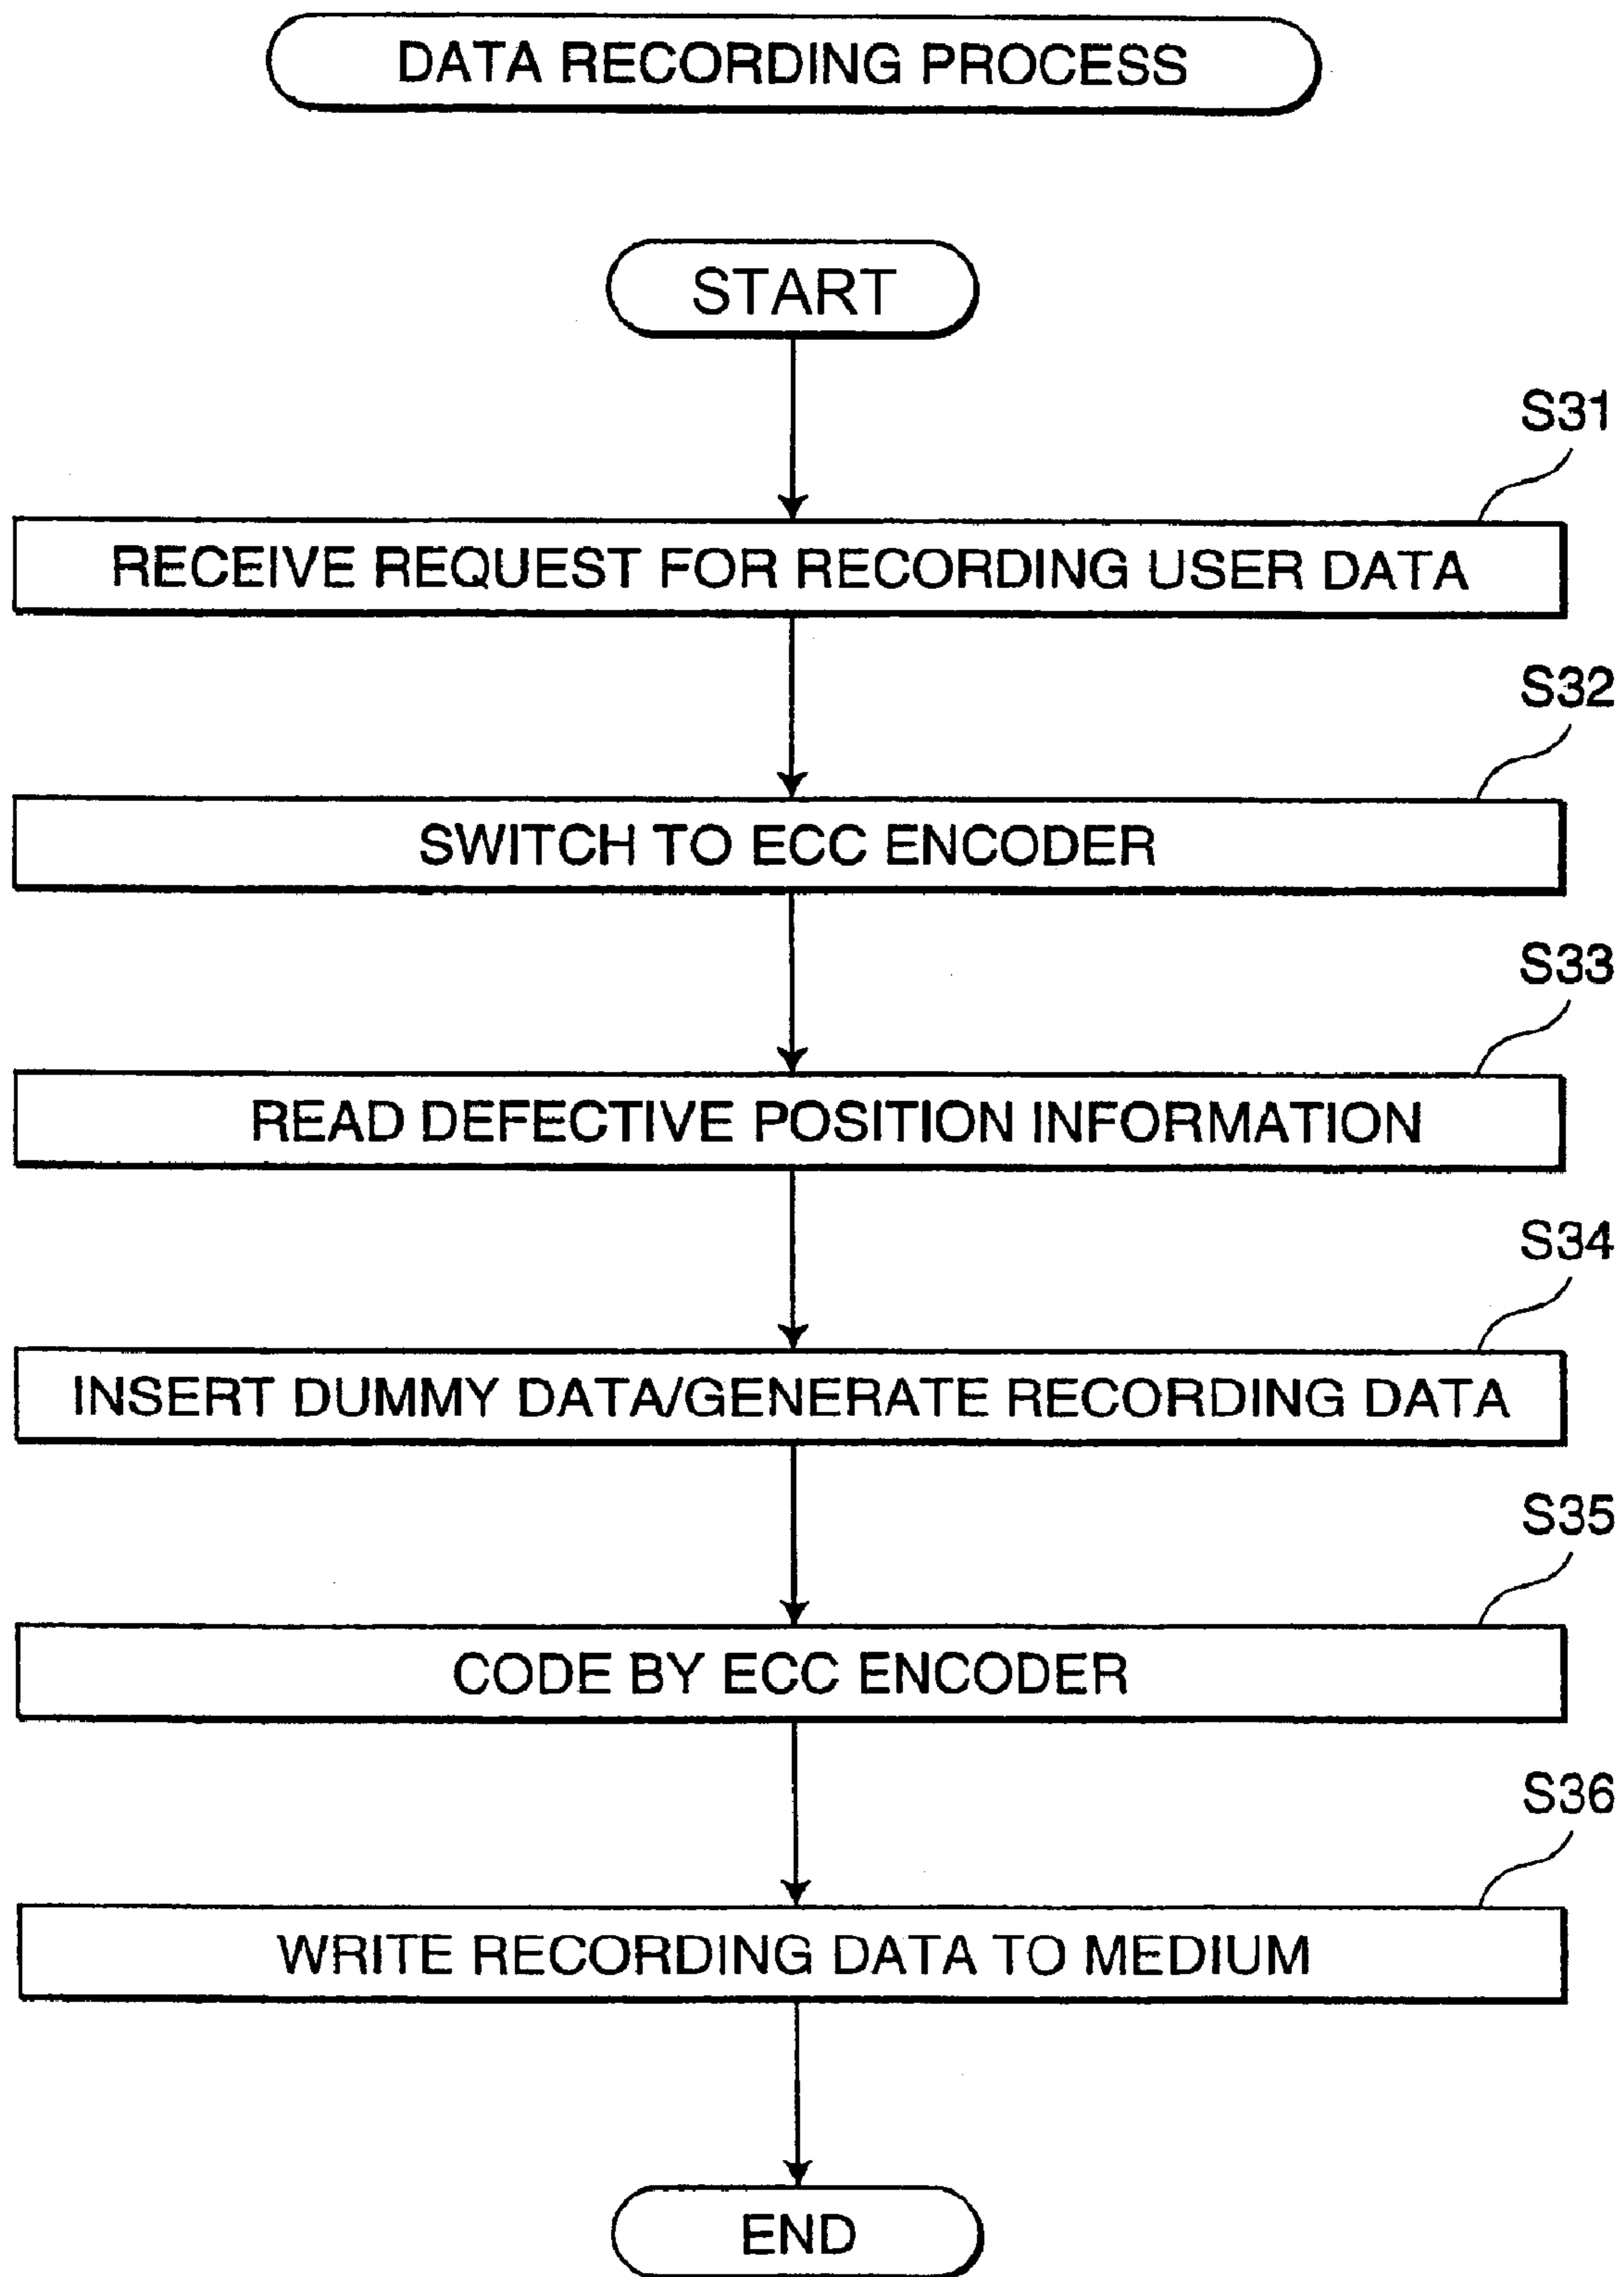 DATA RECORDING PROCESS
START
S31
RECEIVE REQUEST FOR RECORDING USER DATA
S32
SWITCH TO ECC ENCODER
S33
READ DEFECTIVE POSITION INFORMATION
S34
INSERT DUMMY DATA/GENERATE RECORDING DATA
S35
CODE BY ECC ENCODER
S36
WRITE RECORDING DATA TO MEDIUM
END